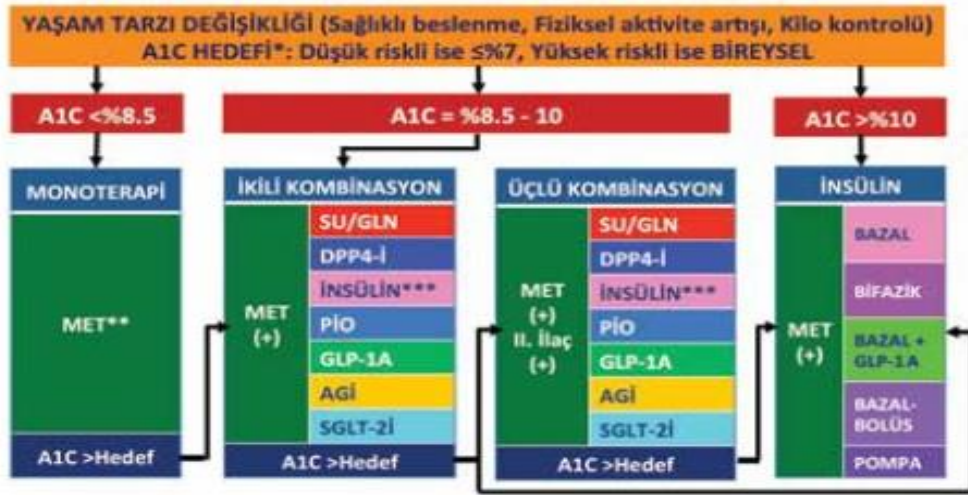 YAŞAM TARZI DEĞİŞİKLİĞİ (Sağlıklı beslenme, Fiziksel aktivite artışı, Kilo kontrolü)
A1C HEDEFİ*: Düşük riskli ise ≤%7, Yüksek riskli ise BİREYSEL
A1C <%8.5
A1C = %8.5 - 10
A1C >%10
MONOTERAPİ
MET**
A1C >Hedef
İKİLİ KOMBİNASYON
MET
(+)
SU/GLN
DPP4-İ
İNSÜLİN***
PİO
GLP-1A
AGİ
SGLT-2İ
A1C >Hedef
ÜÇLÜ KOMBİNASYON
MET
(+)
II. İlaç
(+)
SU/GLN
DPP4-İ
İNSÜLİN***
PİO
GLP-1A
AGİ
SGLT-2İ
A1C >Hedef
İNSÜLİN
MET
(+)
BAZAL
BİFAZİK
BAZAL +
GLP-1A
BAZAL-
BOLÜS
POMPA